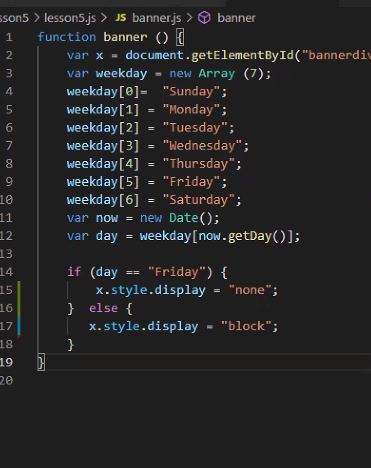 lesson5 > lesson5.js > JS banner.js > banner
1 function banner () {
2 var x = document.getElementById("bannerdiv
3 var weekday = new Array (7);
4 weekday[0]=  "Sunday";
5 weekday[1] = "Monday";
6 weekday[2] = "Tuesday";
7 weekday[3]  = "Wednesday";
8 weekday[4] = "Thursday";
9 weekday[5] = "Friday";
10 weekday[6] = "Saturday";
11 var now = new Date();
12 var day = weekday[now.getDay()];
13
14 if (day == "Friday") {
15 x.style.display = "none";
16 }  else {
17 x.style.display = "block";
18 }
19 }
20